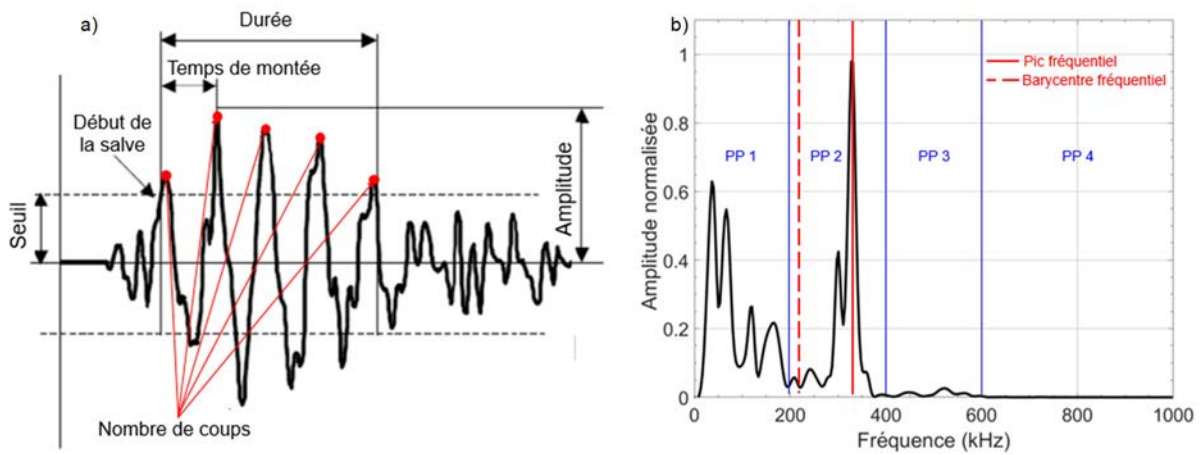 a)
Durée
Temps de montée
Début de
la salve
Seuil
Amplitude
Nombre de coups
b)
Amplitude normalisée
1
0.8
0.6
0.4
0.2
0
Pic fréquentiel
Barycentre fréquentiel
PP 1
PP 2
PP 3
PP 4
0
200
400
600
800
1000
Fréquence (kHz)